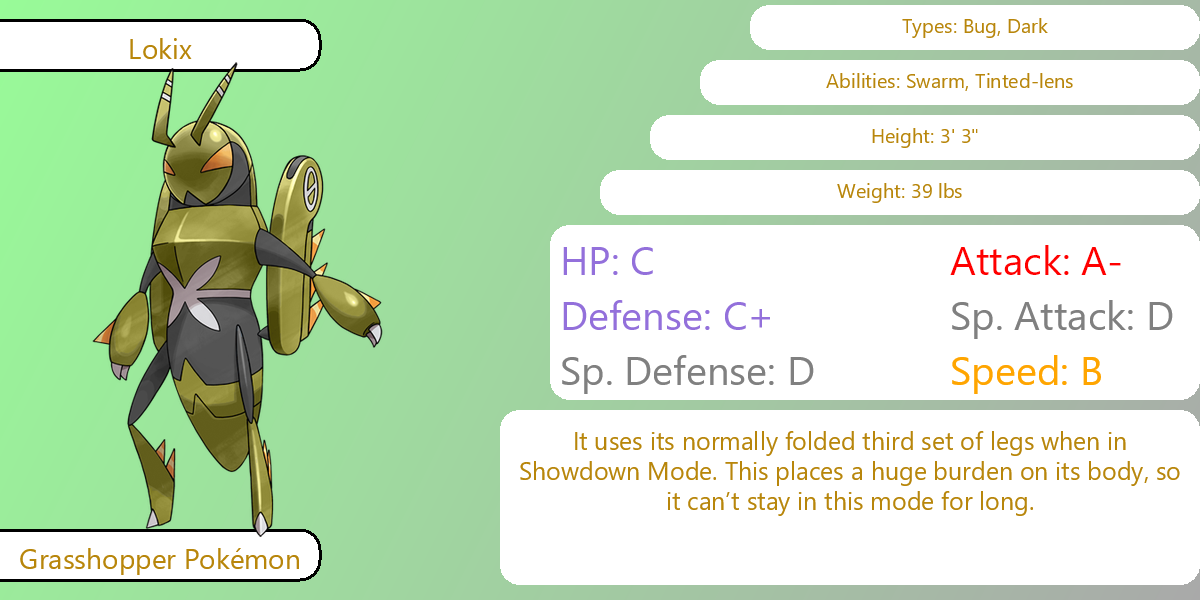 Lokix
Grasshopper Pokémon
Types: Bug, Dark
Abilities: Swarm, Tinted-lens
Height: 3' 3"
Weight: 39 lbs
HP: C
Attack: A-
Defense: C+
Sp. Attack: D
Sp. Defense: D
Speed: B
It uses its normally folded third set of legs when in
Showdown Mode. This places a huge burden on its body, so
it can’t stay in this mode for long.